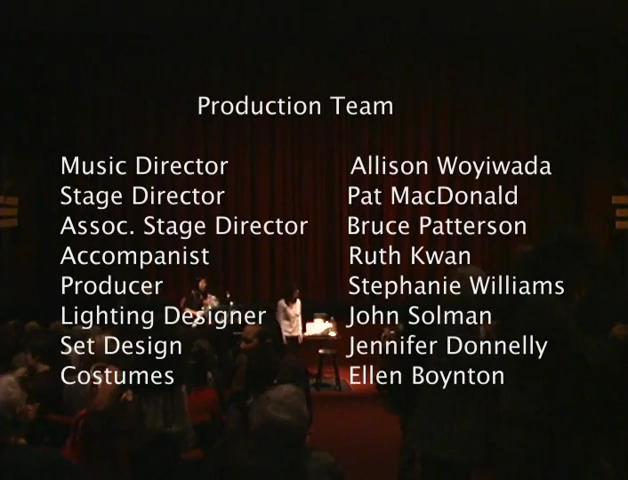 Production Team
Music Director Allison Woyiwada
Stage Director Pat MacDonald
Assoc. Stage Director Bruce Patterson
Accompanist Ruth Kwan
Producer Stephanie Williams
Lighting Designer John Solman
Set Design Jennifer Donnelly
Costumes Ellen Boynton